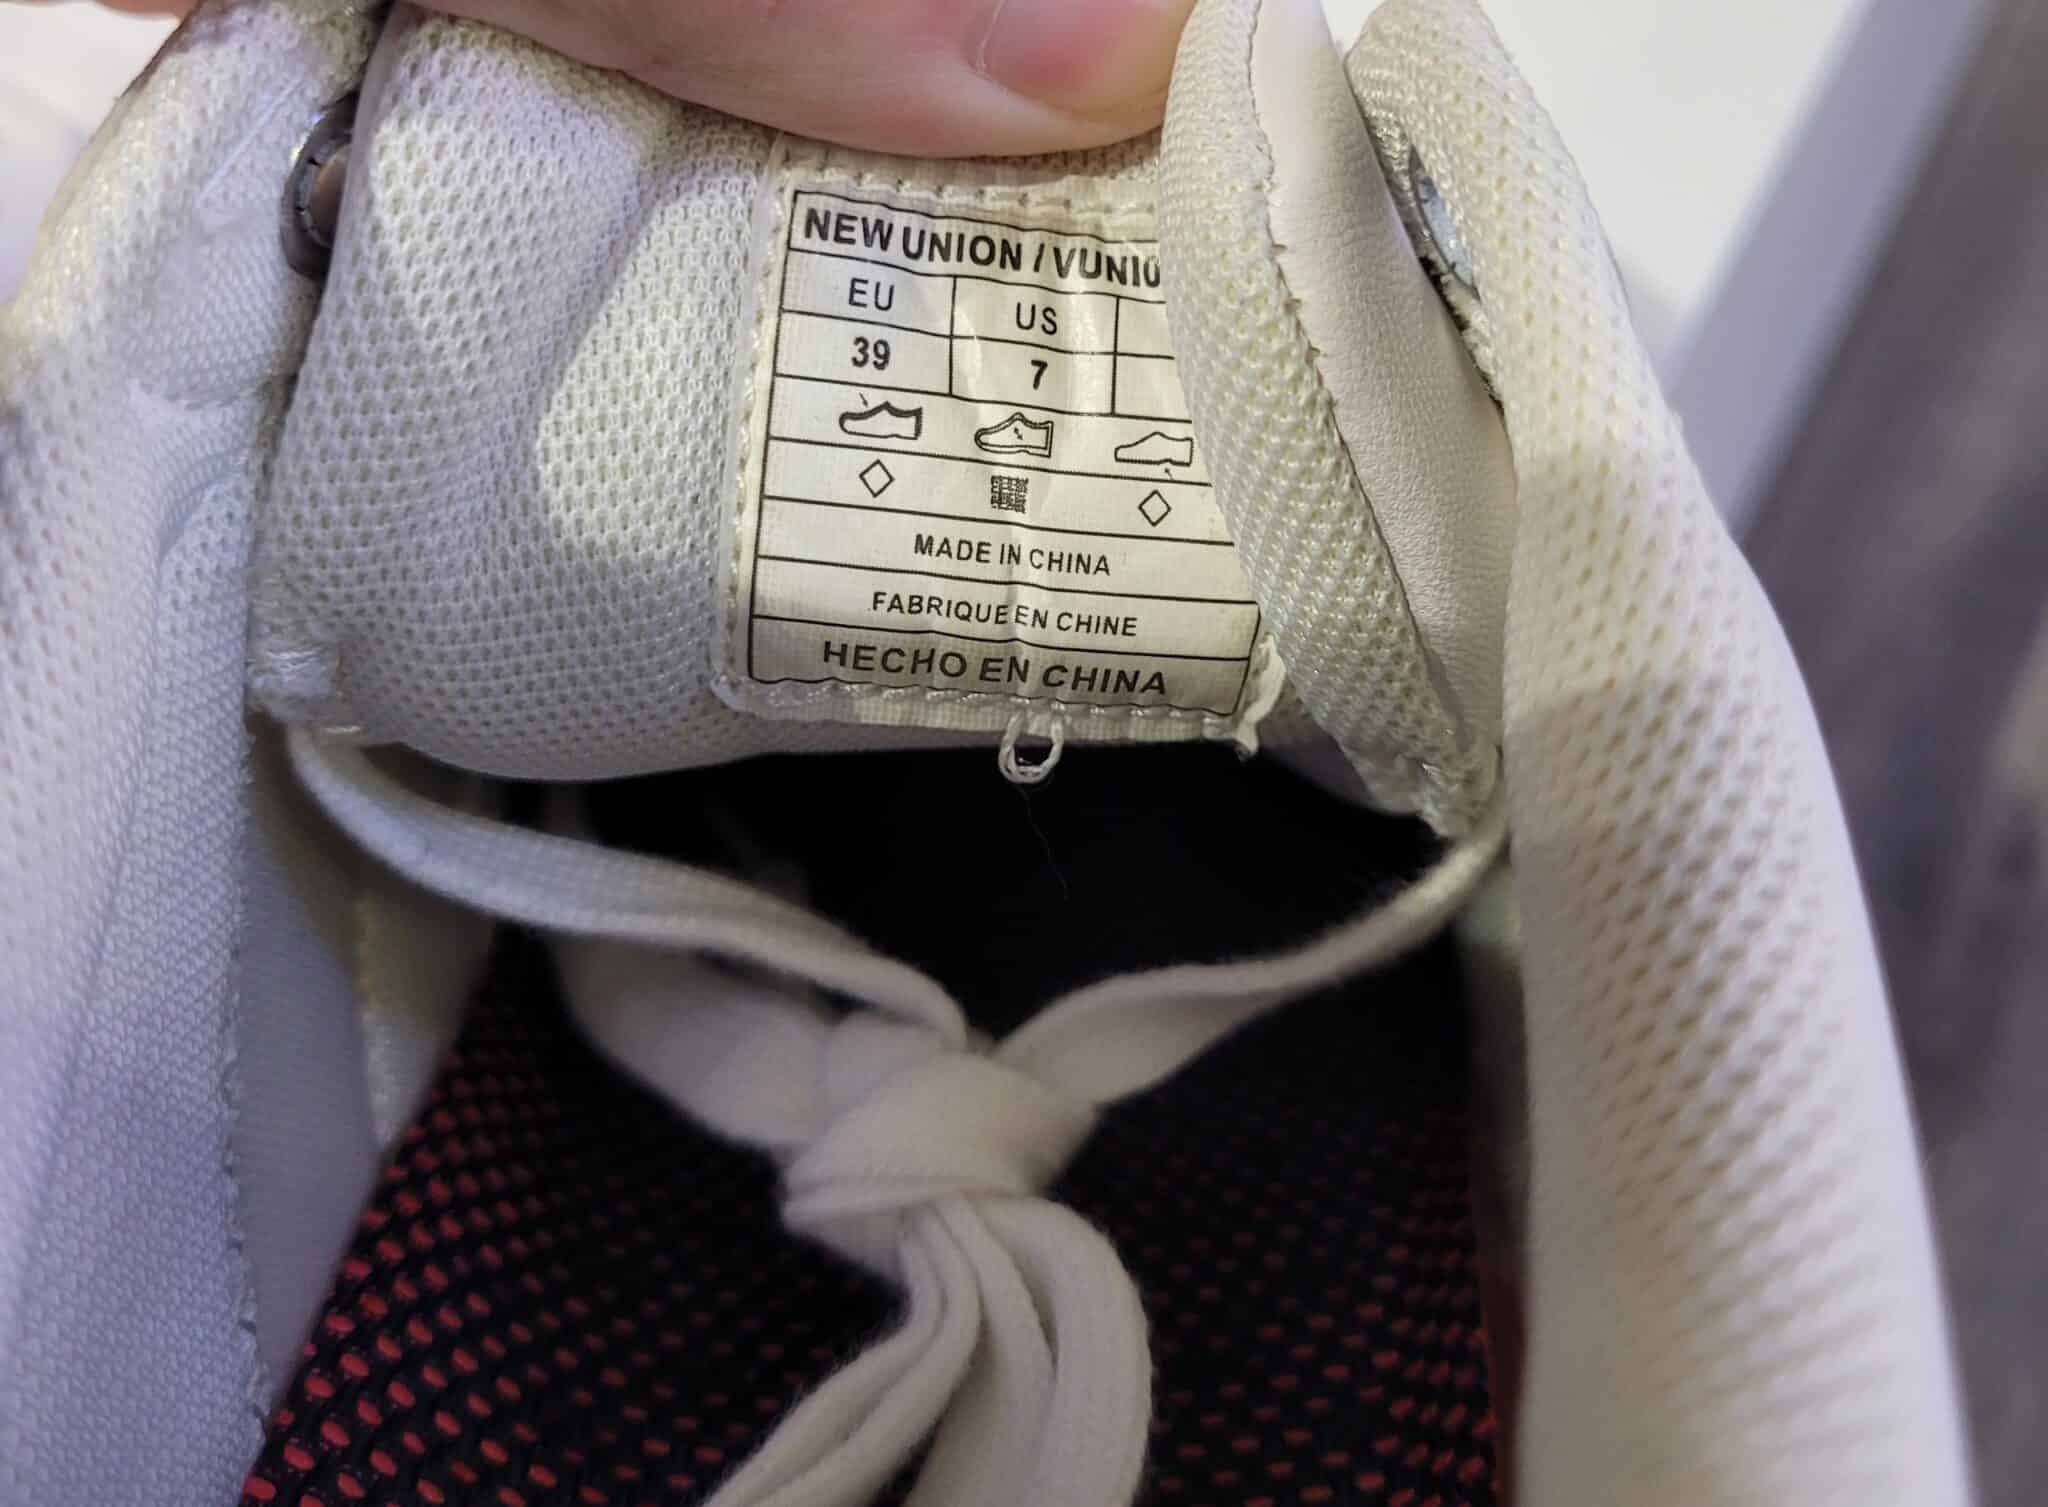 NEW UNION / VUNIO
EU US
39 7
MADE IN CHINA
FABRIQUE EN CHINE
HECHO EN CHINA